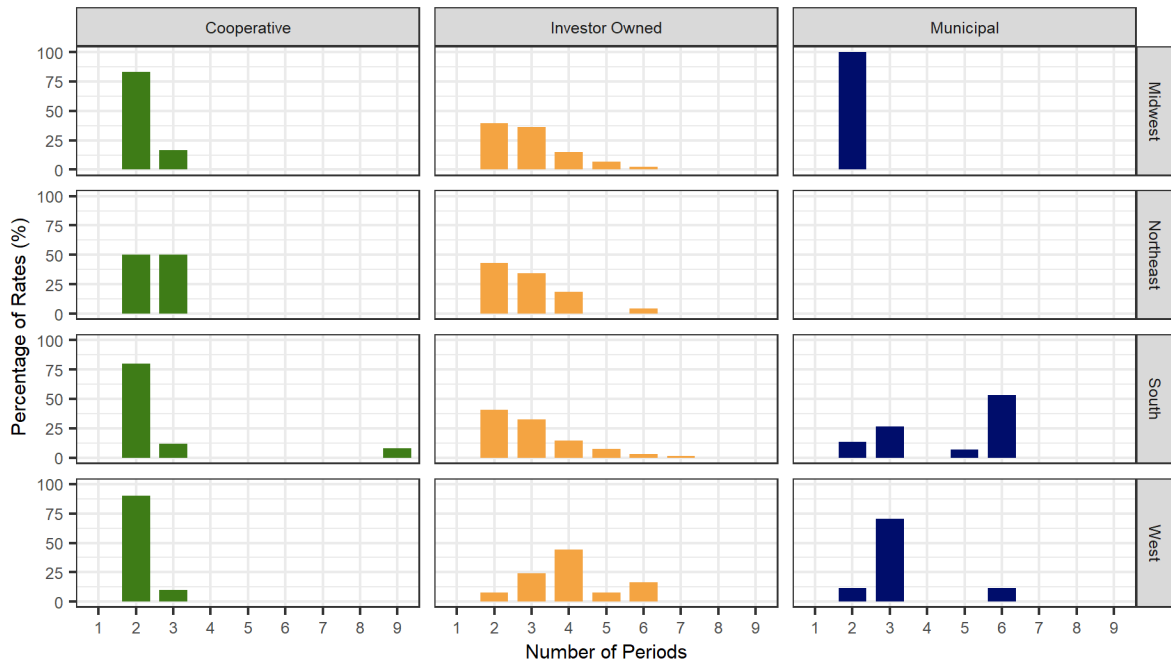 Cooperative
Investor Owned
Municipal
100
75
50
25
0
Midwest
100
75
50
25
0
Northeast
100
75
50
25
0
South
100
75
50
25
0
West
Percentage of Rates (%)
1 2 3 4 5 6 7 8 9
1 2 3 4 5 6 7 8 9
1 2 3 4 5 6 7 8 9
Number of Periods